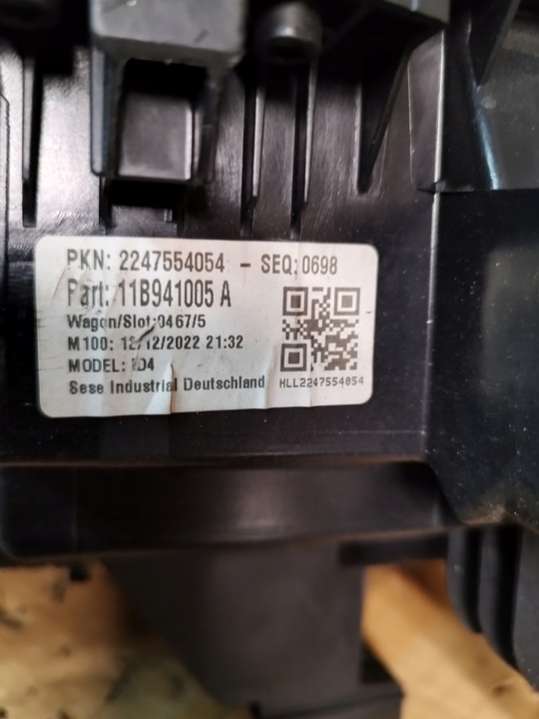 PKN: 2247554054 - SEQ: 0698
Part: 11B941005 A
Wagon/Slot:0467/5
M100: 12/12/2022 21:32
MODEL: ID4
Sese Industrial Deutschland
HLL2247554054